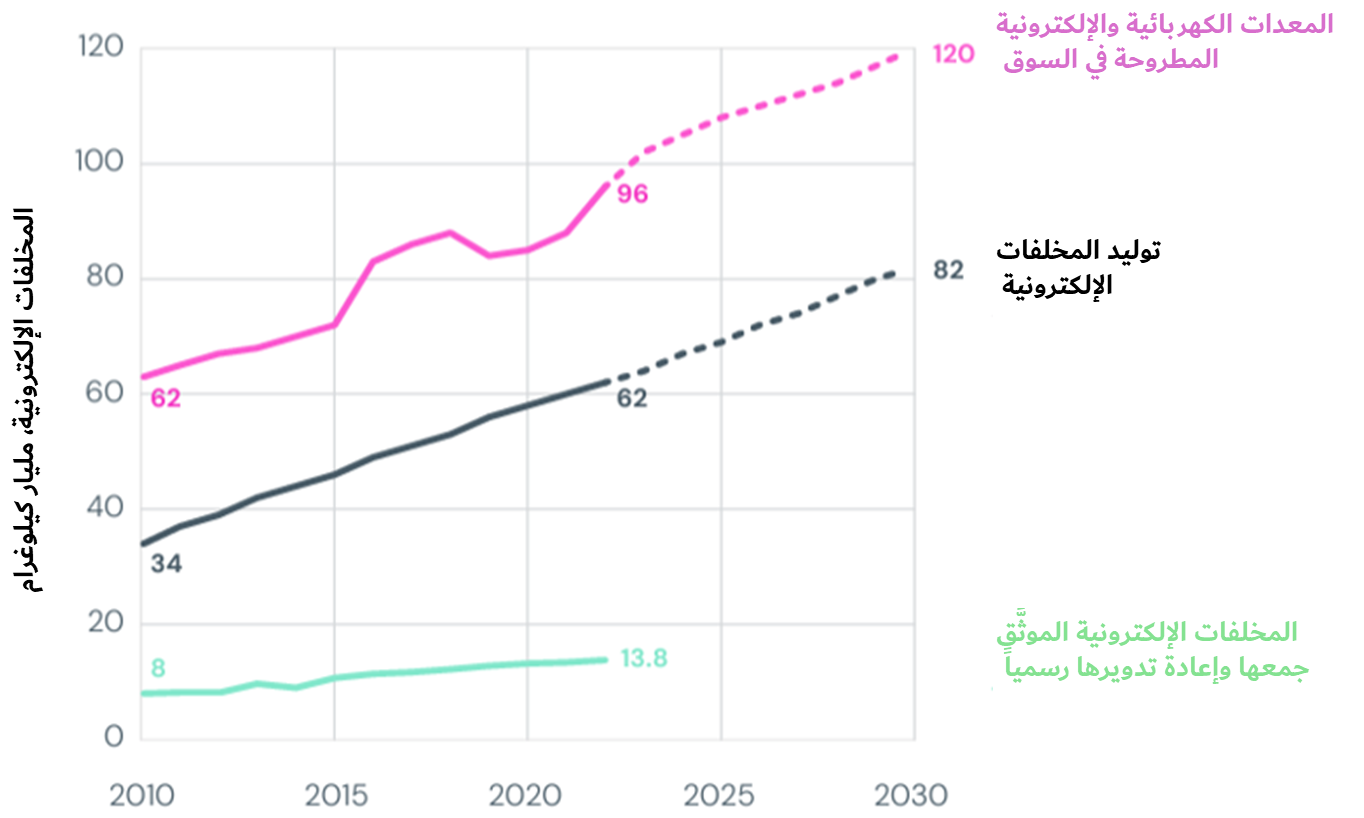 المعدات الكهربائية والإلكترونية
المطروحة في السوق
120
120
100
96
توليد المخلفات
الإلكترونية
82
80
62
60
62
40
34
المخلفات الإلكترونية الموثَّق
جمعها وإعادة تدويرها رسمياً
20
8
13.8
0
2010
2015
2020
2025
2030
المخلفات الإلكترونية، مليار كيلوغرام